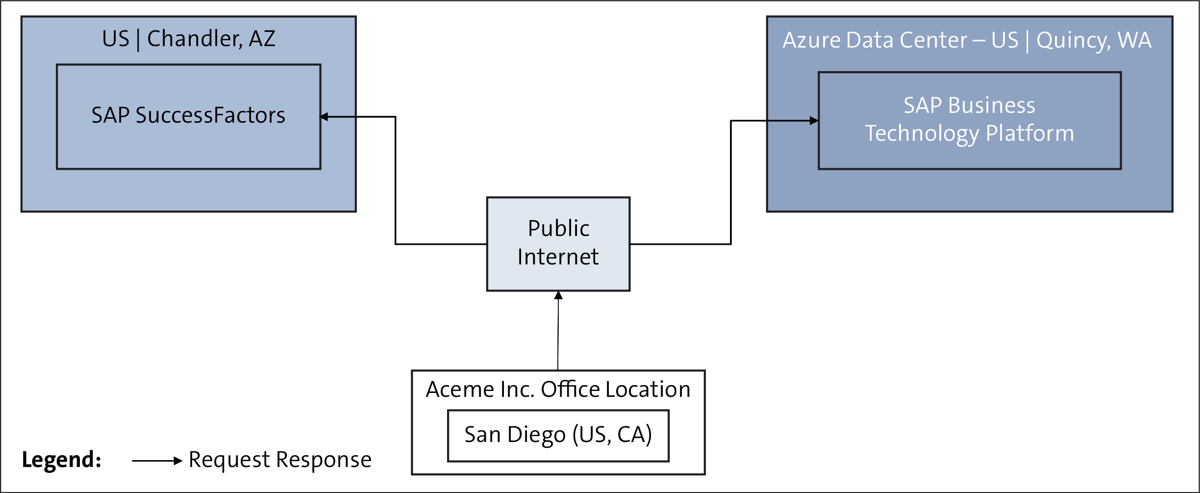 US | Chandler, AZ
SAP SuccessFactors
Azure Data Center – US | Quincy, WA
SAP Business
Technology Platform
Public
Internet
Aceme Inc. Office Location
San Diego (US, CA)
Legend: Request Response